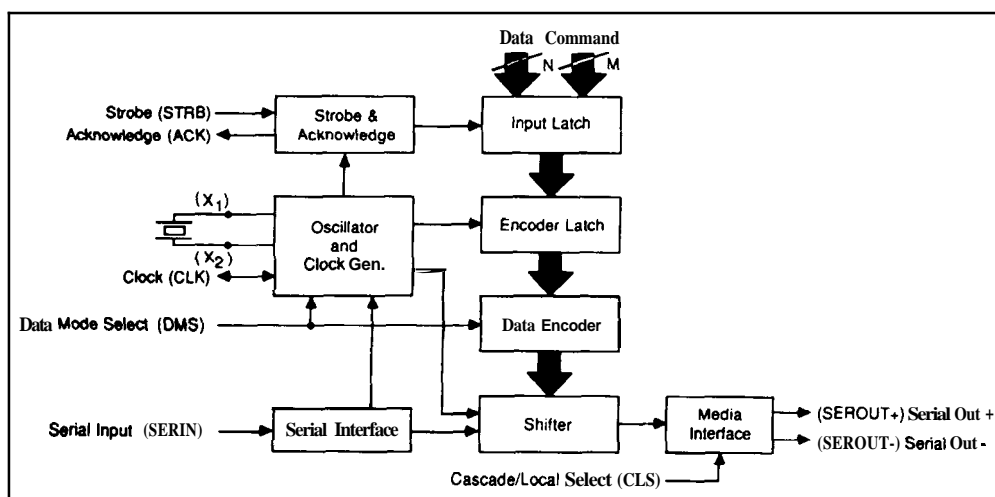 Data Command
N M
Strobe (STRB)
Acknowledge (ACK)
Strobe &
Acknowledge
Input Latch
(X1)
(X2)
Clock (CLK)
Oscillator
and
Clock Gen.
Encoder Latch
Data Mode Select (DMS)
Data Encoder
Serial Input (SERIN)
Serial Interface
Shifter
Media
Interface
(SEROUT+) Serial Out +
(SEROUT-) Serial Out -
Cascade/Local Select (CLS)